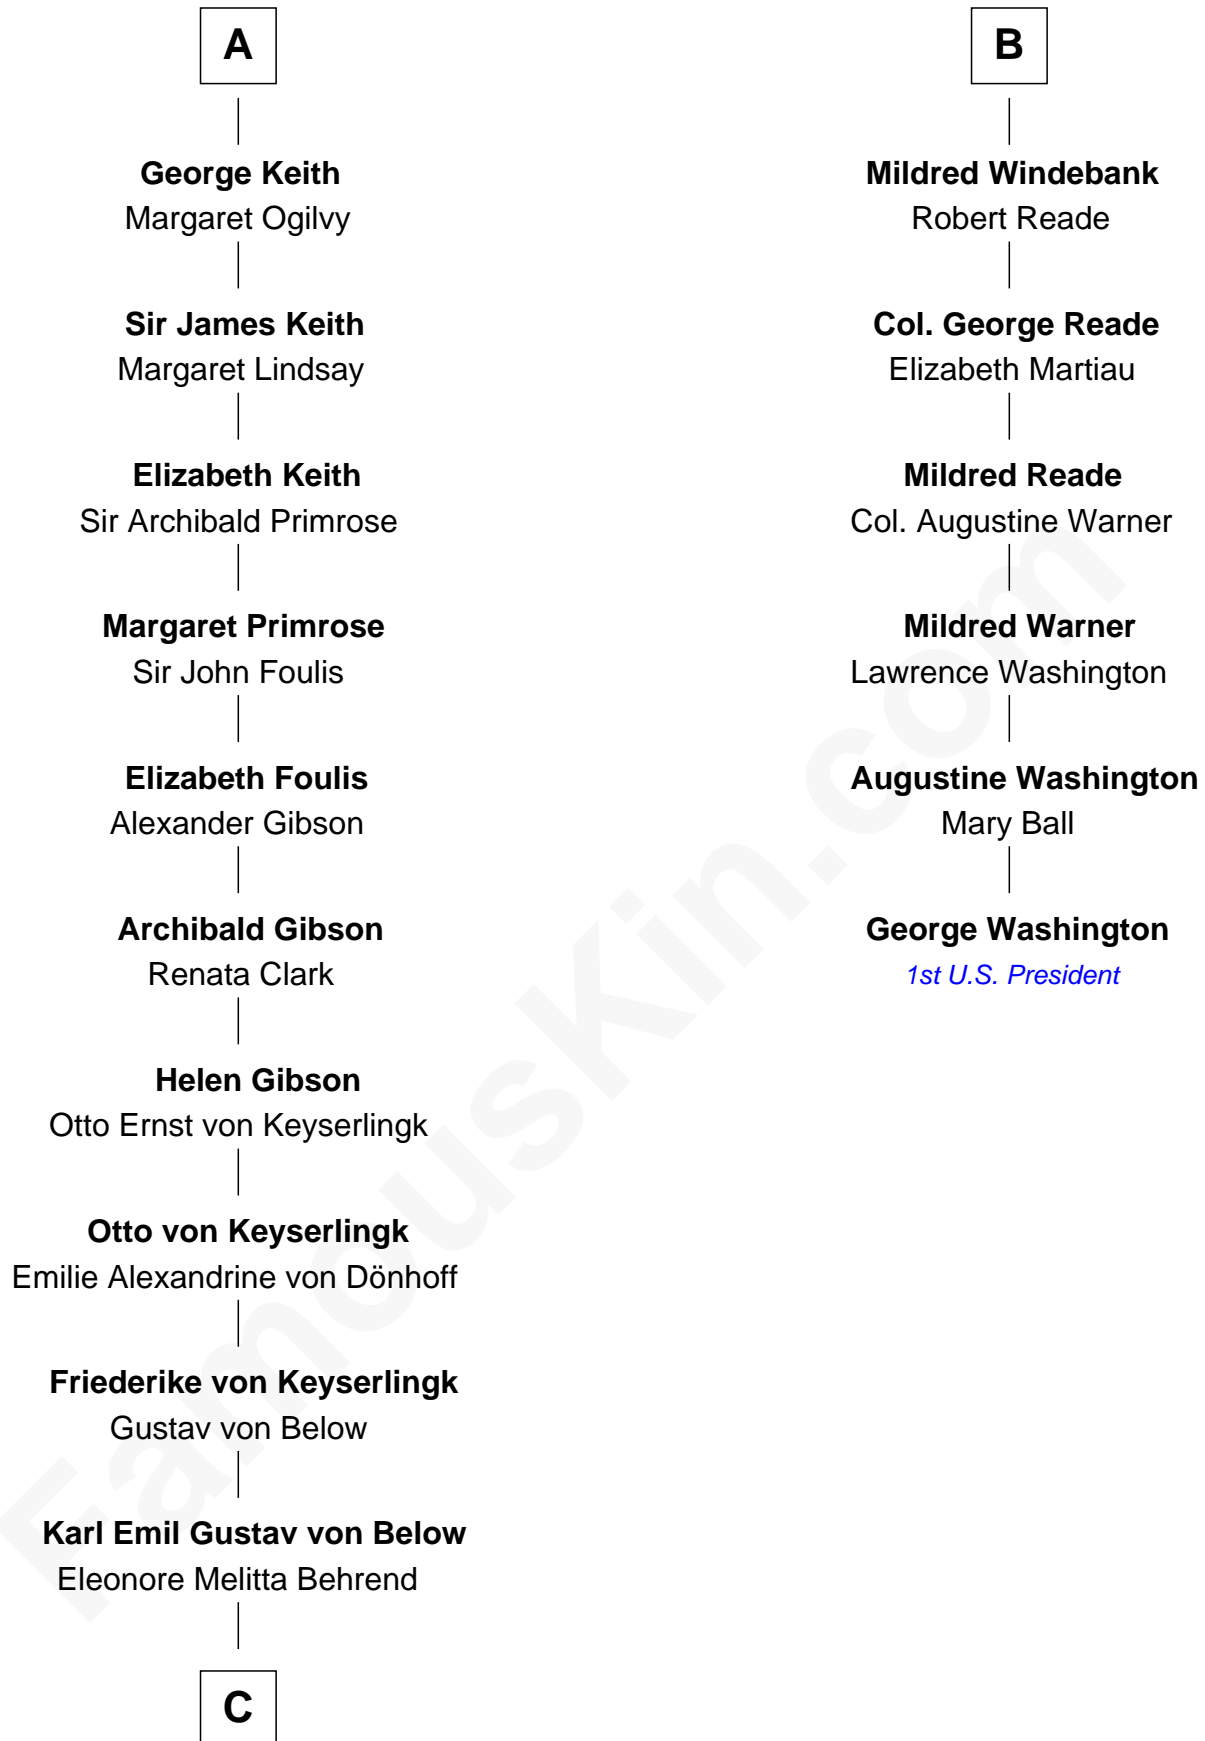 A
George Keith
Margaret Ogilvy
Sir James Keith
Margaret Lindsay
Elizabeth Keith
Sir Archibald Primrose
Margaret Primrose
Sir John Foulis
Elizabeth Foulis
Alexander Gibson
Archibald Gibson
Renata Clark
Helen Gibson
Otto Ernst von Keyserlingk
Otto von Keyserlingk
Emilie Alexandrine von Dönhoff
Friederike von Keyserlingk
Gustav von Below
Karl Emil Gustav von Below
Eleonore Melitta Behrend
C
B
Mildred Windebank
Robert Reade
Col. George Reade
Elizabeth Martiau
Mildred Reade
Col. Augustine Warner
Mildred Warner
Lawrence Washington
Augustine Washington
Mary Ball
George Washington
1st U.S. President
FamousKin.com